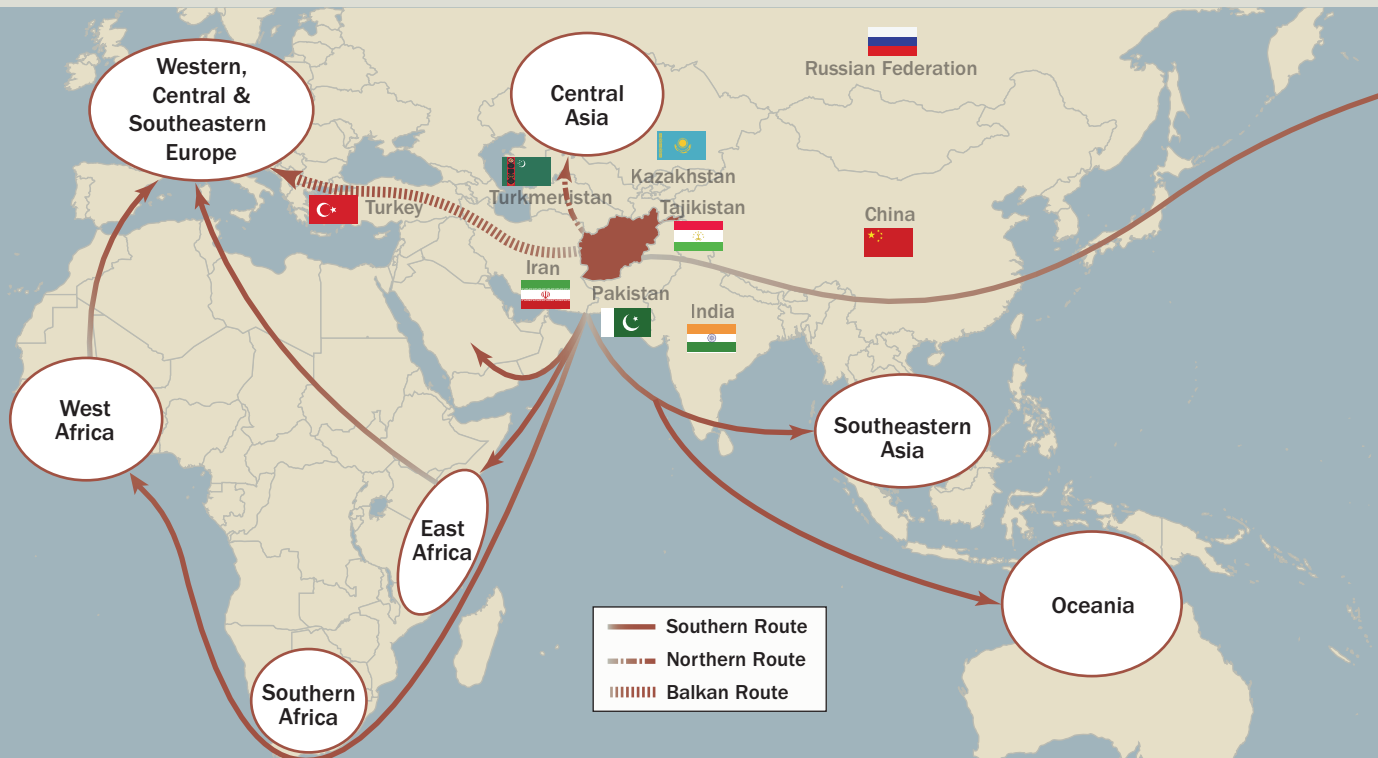 Western,
Central &
Southeastern
Europe
Central
Asia
Russian Federation
Kazakhstan
Turkmenistan
Turkey
Tajikistan
China
Iran
Pakistan
India
West
Africa
Southeastern
Asia
East
Africa
Oceania
Southern
Africa
Southern Route
Northern Route
Balkan Route